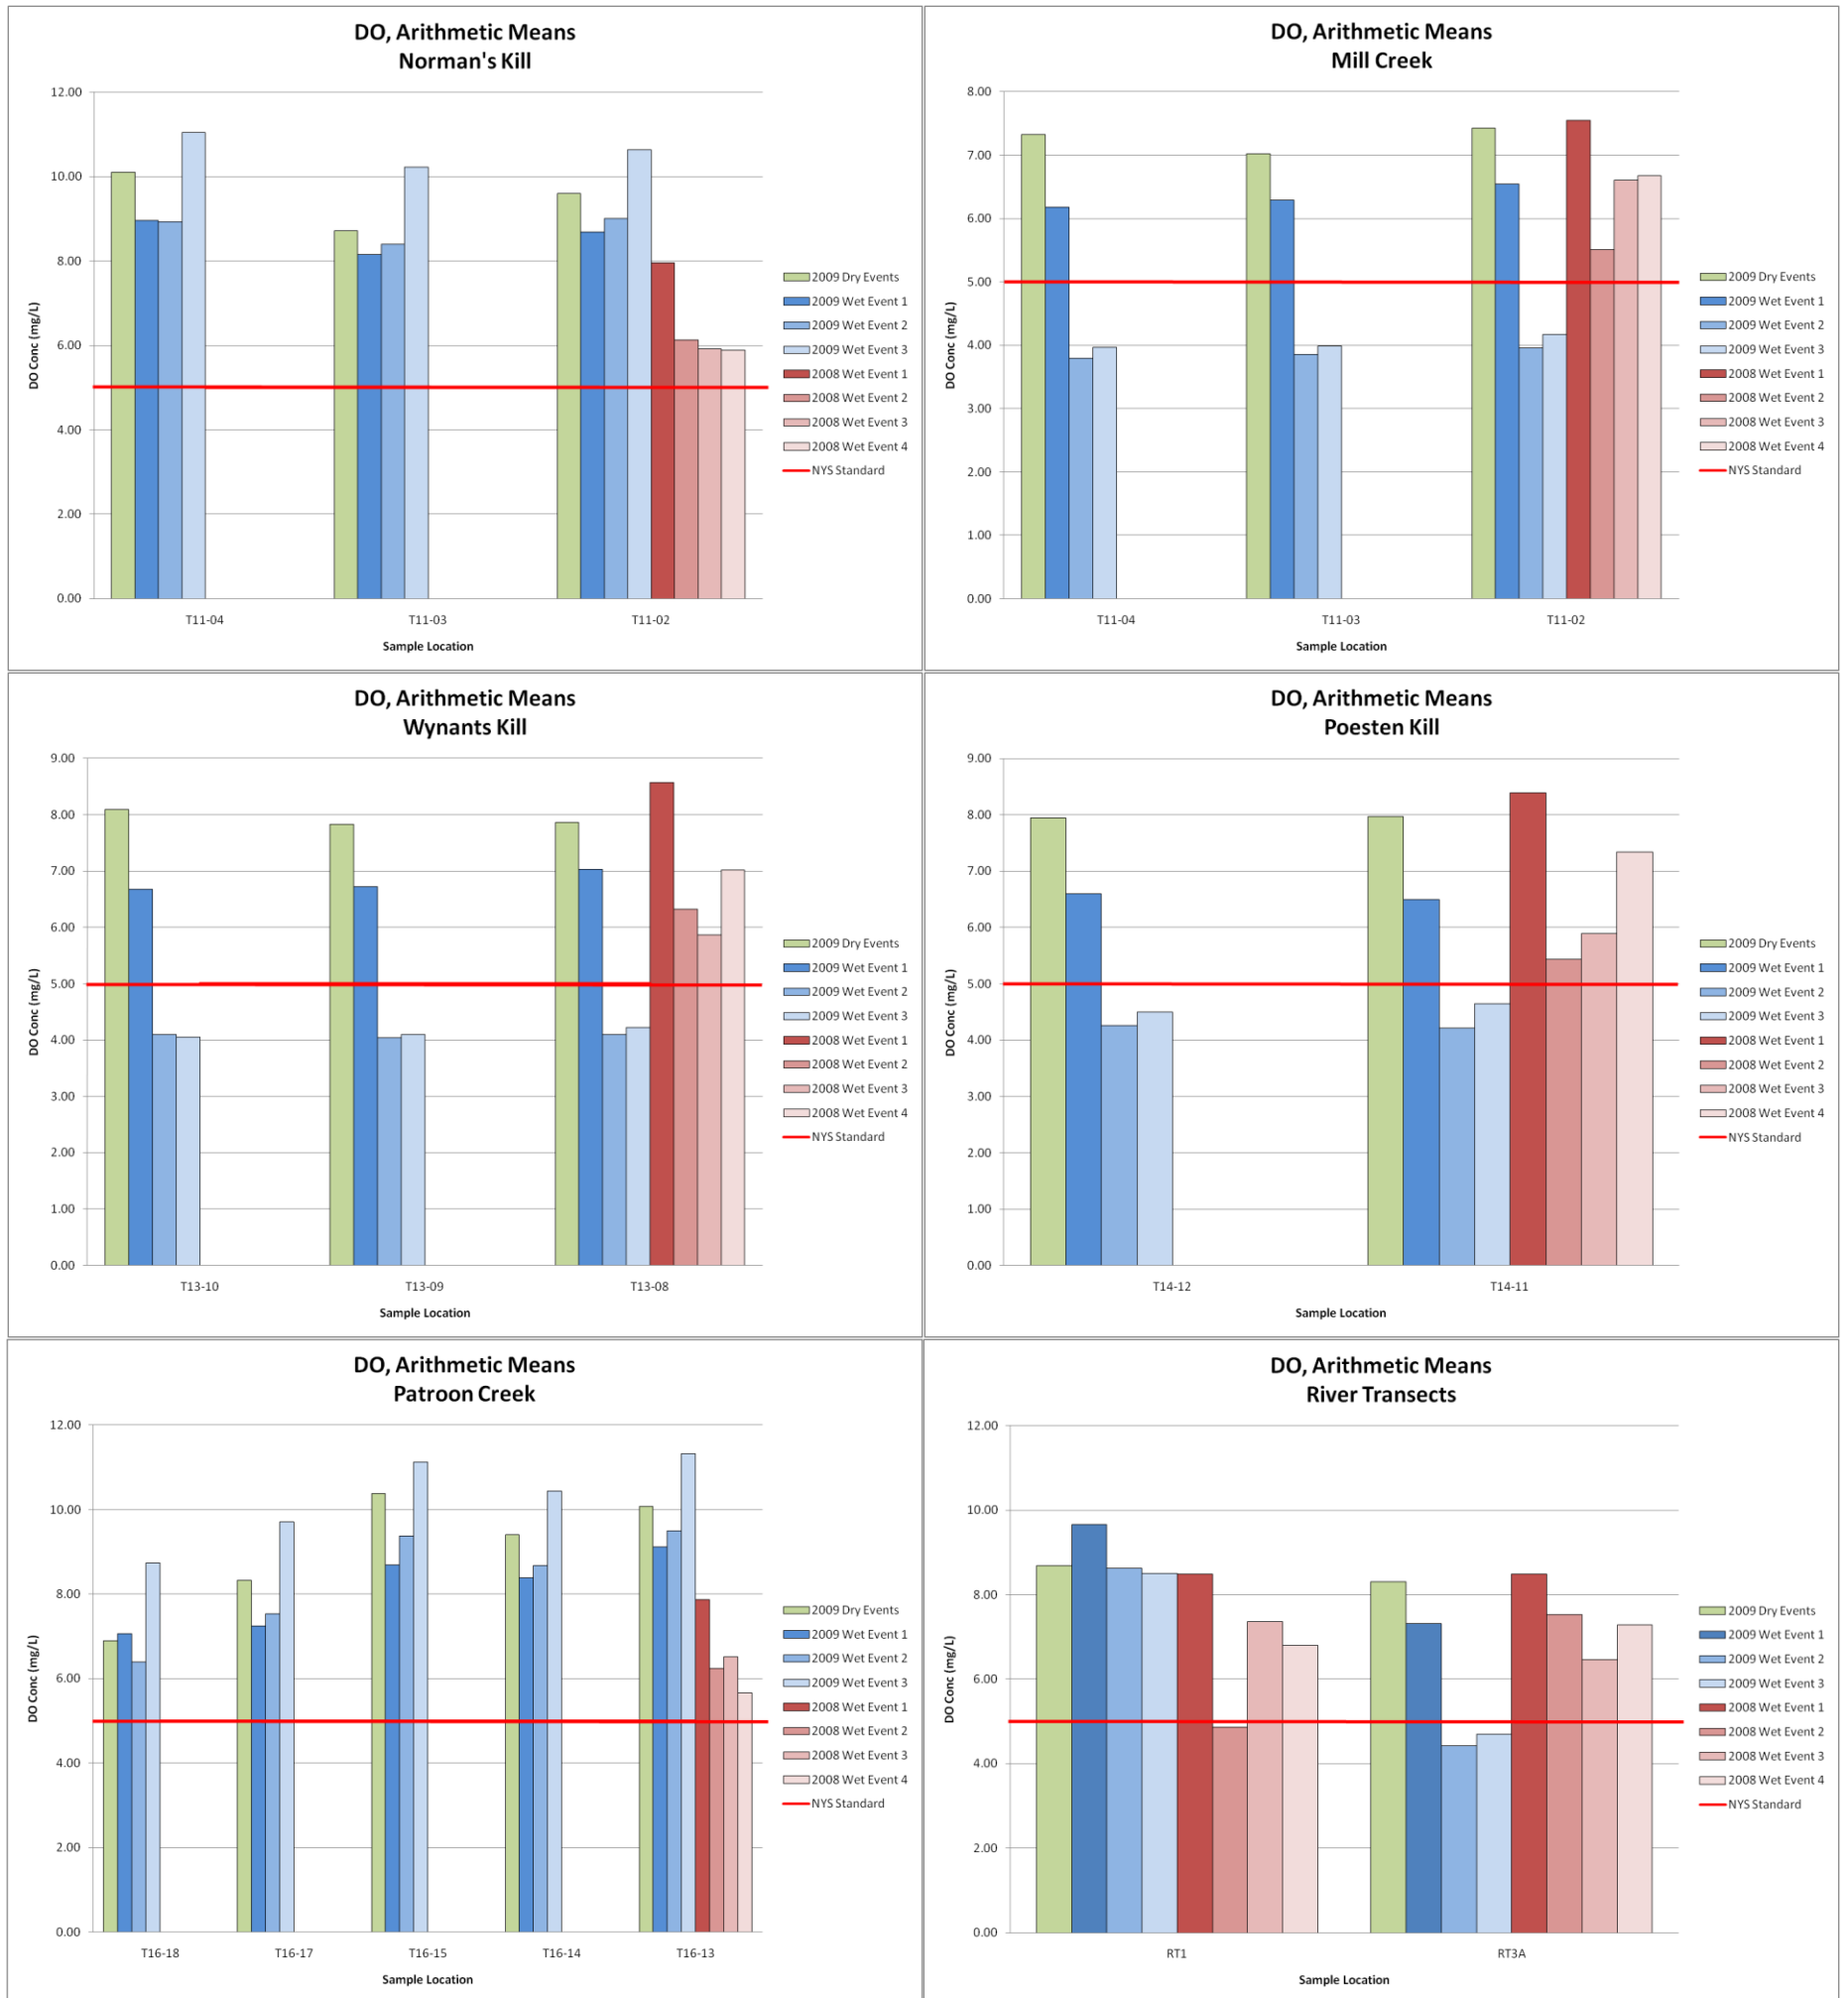 DO, Arithmetic Means
Norman's Kill
12.00
10.00
8.00
6.00
4.00
2.00
0.00
DO Conc (mg/L)
T11-04 T11-03 T11-02
Sample Location
2009 Dry Events
2009 Wet Event 1
2009 Wet Event 2
2009 Wet Event 3
2008 Wet Event 1
2008 Wet Event 2
2008 Wet Event 3
2008 Wet Event 4
NYS Standard
DO, Arithmetic Means
Mill Creek
8.00
7.00
6.00
5.00
4.00
3.00
2.00
1.00
0.00
DO Conc (mg/L)
T11-04 T11-03 T11-02
Sample Location
2009 Dry Events
2009 Wet Event 1
2009 Wet Event 2
2009 Wet Event 3
2008 Wet Event 1
2008 Wet Event 2
2008 Wet Event 3
2008 Wet Event 4
NYS Standard
DO, Arithmetic Means
Wynants Kill
9.00
8.00
7.00
6.00
5.00
4.00
3.00
2.00
1.00
0.00
DO Conc (mg/L)
T13-10 T13-09 T13-08
Sample Location
2009 Dry Events
2009 Wet Event 1
2009 Wet Event 2
2009 Wet Event 3
2008 Wet Event 1
2008 Wet Event 2
2008 Wet Event 3
2008 Wet Event 4
NYS Standard
DO, Arithmetic Means
Poesten Kill
9.00
8.00
7.00
6.00
5.00
4.00
3.00
2.00
1.00
0.00
DO Conc (mg/L)
T14-12 T14-11
Sample Location
2009 Dry Events
2009 Wet Event 1
2009 Wet Event 2
2009 Wet Event 3
2008 Wet Event 1
2008 Wet Event 2
2008 Wet Event 3
2008 Wet Event 4
NYS Standard
DO, Arithmetic Means
Patroon Creek
12.00
10.00
8.00
6.00
4.00
2.00
0.00
DO Conc (mg/L)
T16-18 T16-17 T16-15 T16-14 T16-13
Sample Location
2009 Dry Events
2009 Wet Event 1
2009 Wet Event 2
2009 Wet Event 3
2008 Wet Event 1
2008 Wet Event 2
2008 Wet Event 3
2008 Wet Event 4
NYS Standard
DO, Arithmetic Means
River Transects
12.00
10.00
8.00
6.00
4.00
2.00
0.00
DO Conc (mg/L)
RT1 RT3A
Sample Location
2009 Dry Events
2009 Wet Event 1
2009 Wet Event 2
2009 Wet Event 3
2008 Wet Event 1
2008 Wet Event 2
2008 Wet Event 3
2008 Wet Event 4
NYS Standard